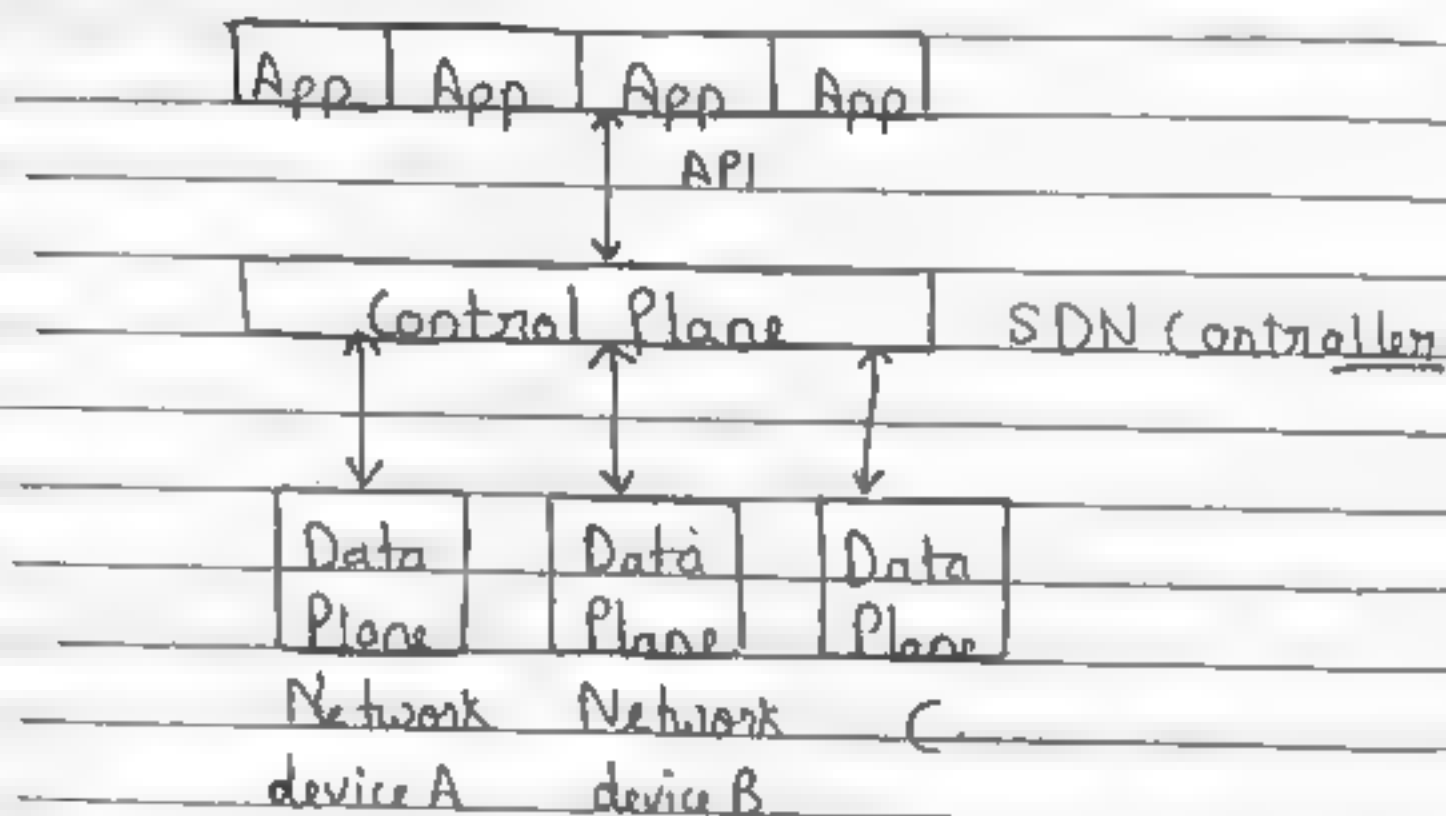 App App App App
API
Control Plane SDN Controller
Data Data Data
Plane Plane Plane
Network Network C
device A device B